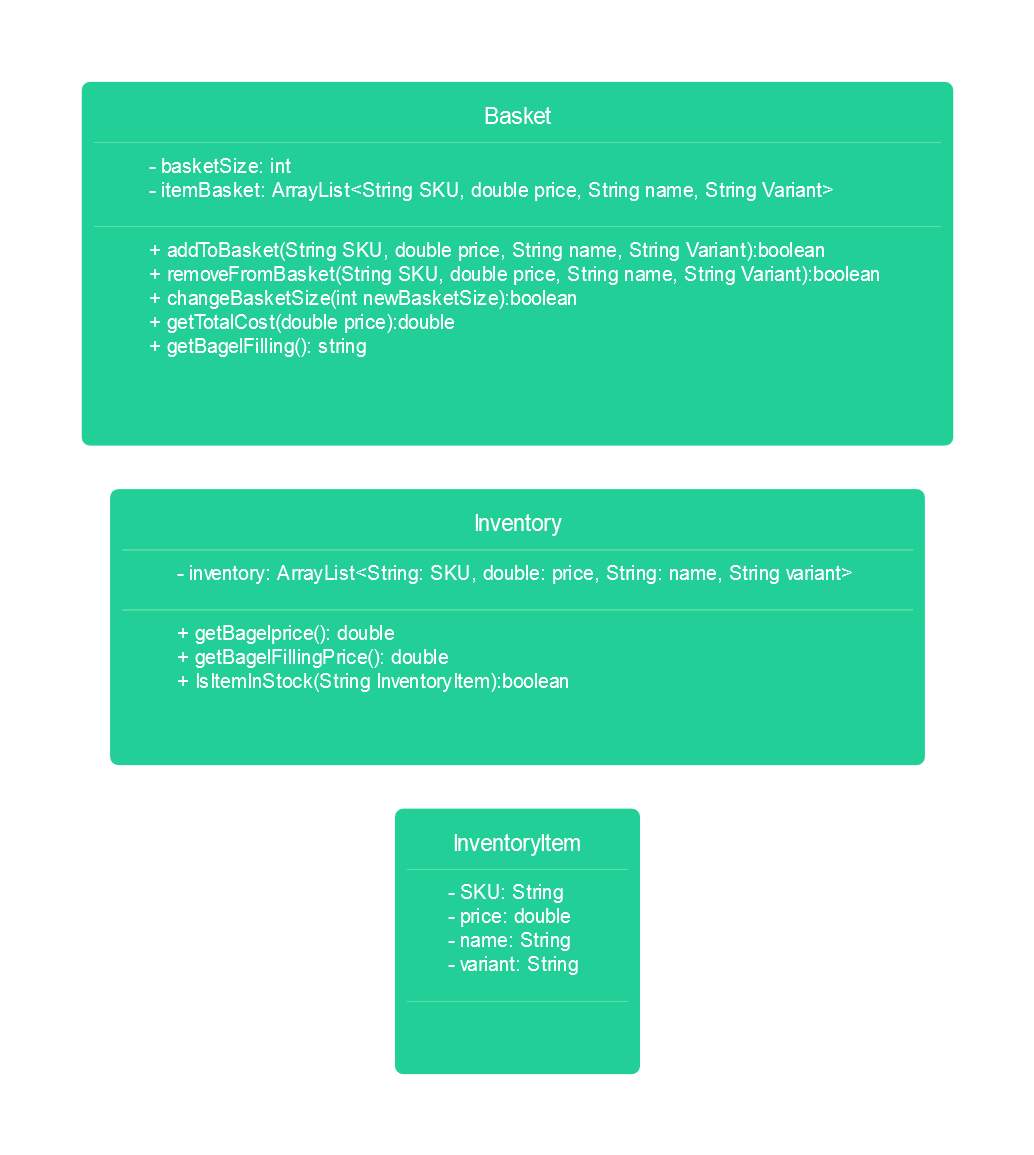 Basket
- basketSize: int
- itemBasket: ArrayList<String SKU, double price, String name, String Variant>
+ addToBasket(String SKU, double price, String name, String Variant):boolean
+ removeFromBasket(String SKU, double price, String name, String Variant):boolean
+ changeBasketSize(int newBasketSize):boolean
+ getTotalCost(double price):double
+ getBagelFilling(): string
Inventory
- inventory: ArrayList<String: SKU, double: price, String: name, String variant>
+ getBagelprice(): double
+ getBagelFillingPrice(): double
+ IsItemInStock(String InventoryItem):boolean
InventoryItem
- SKU: String
- price: double
- name: String
- variant: String